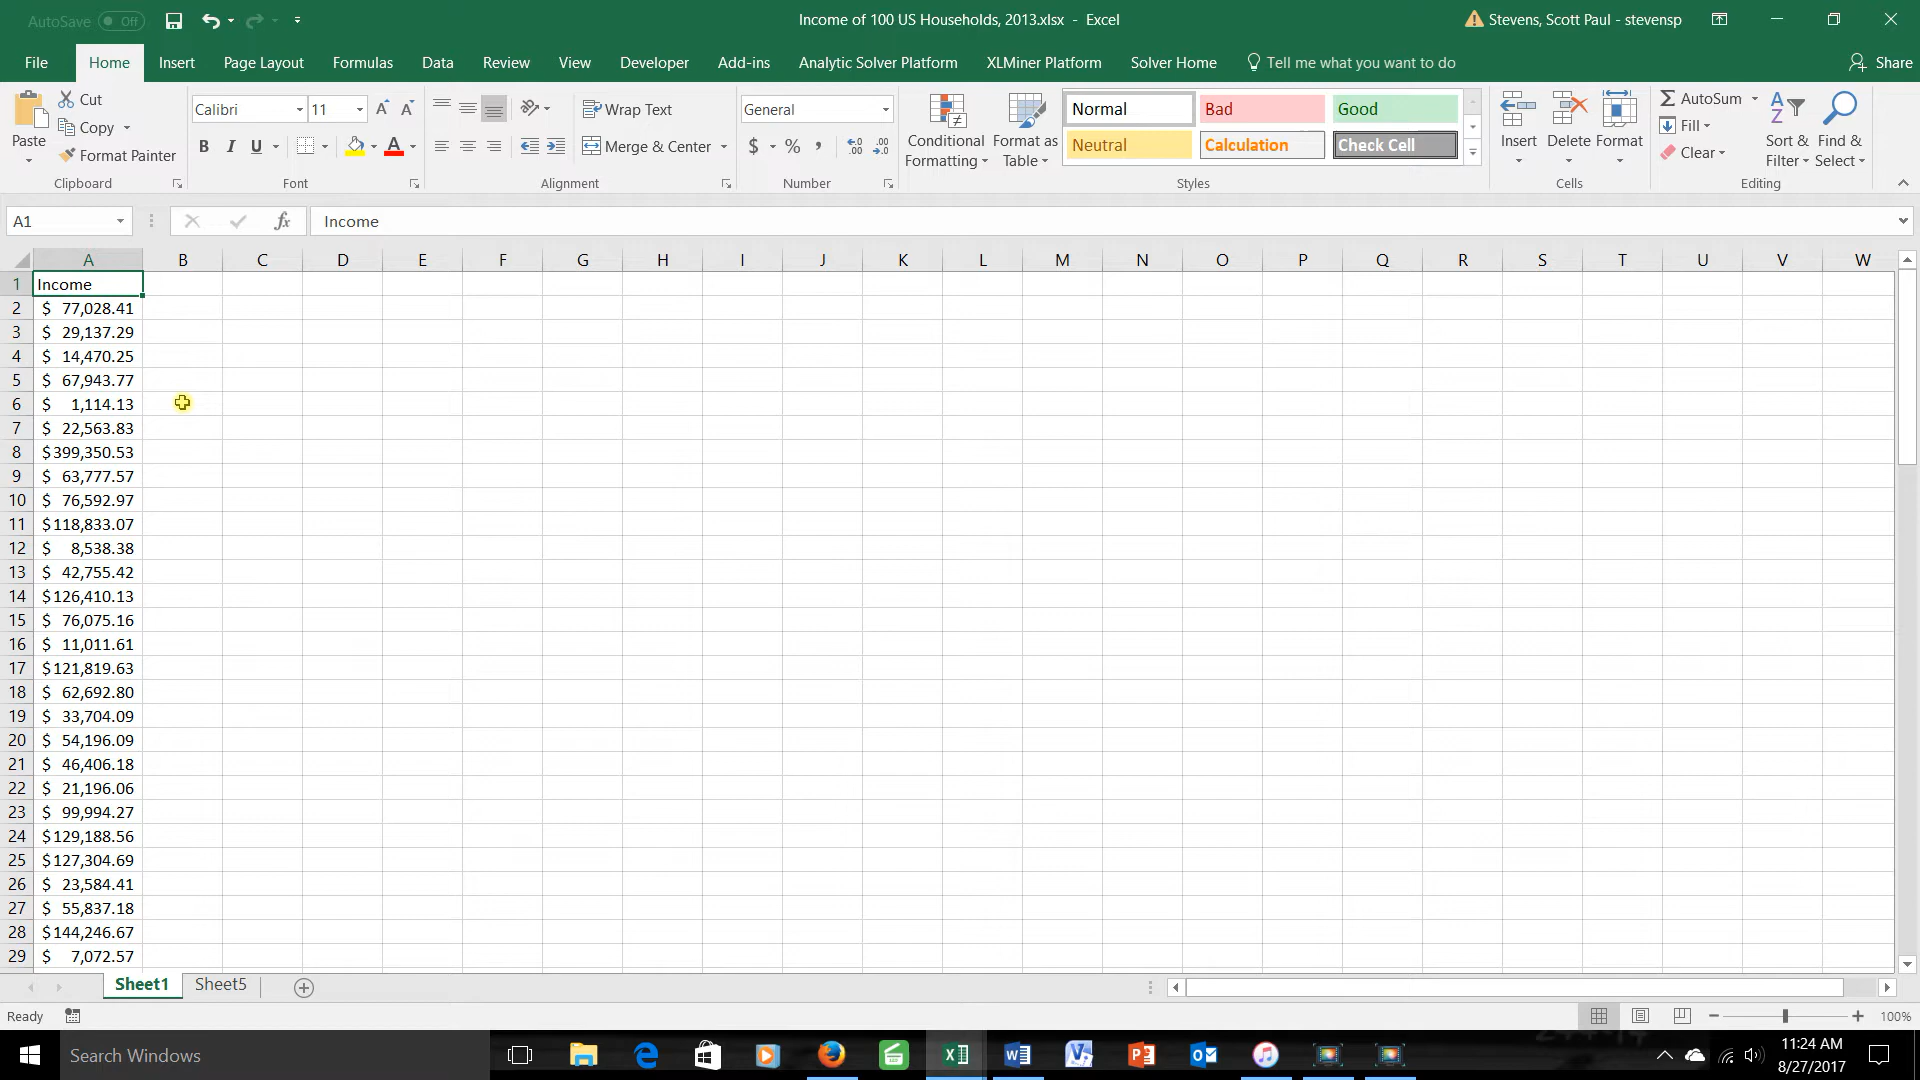 AutoSave Off Income of 100 US Households, 2013.xlsx - Excel Stevens, Scott Paul - stevensp
File Home Insert Page Layout Formulas Data Review View Developer Add-ins Analytic Solver Platform XLMiner Platform Solver Home Tell me what you want to do Share
Paste
Cut
Copy
Format Painter
Clipboard
Calibri 11
B I U A
Font
Wrap Text
Merge & Center
Alignment
General
$ % ,
Number
Conditional Formatting
Format as Table
Normal Bad Good
Neutral Calculation Check Cell
Styles
Insert Delete Format
Cells
AutoSum
Fill
Clear
Sort & Filter
Find & Select
Editing
A1 fx Income
A B C D E F G H I J K L M N O P Q R S T U V W
1 Income
2 $ 77,028.41
3 $ 29,137.29
4 $ 14,470.25
5 $ 67,943.77
6 $ 1,114.13
7 $ 22,563.83
8 $399,350.53
9 $ 63,777.57
10 $ 76,592.97
11 $118,833.07
12 $ 8,538.38
13 $ 42,755.42
14 $126,410.13
15 $ 76,075.16
16 $ 11,011.61
17 $121,819.63
18 $ 62,692.80
19 $ 33,704.09
20 $ 54,196.09
21 $ 46,406.18
22 $ 21,196.06
23 $ 99,994.27
24 $129,188.56
25 $127,304.69
26 $ 23,584.41
27 $ 55,837.18
28 $144,246.67
29 $ 7,072.57
Sheet1 Sheet5
Ready 100%
Search Windows
11:24 AM
8/27/2017